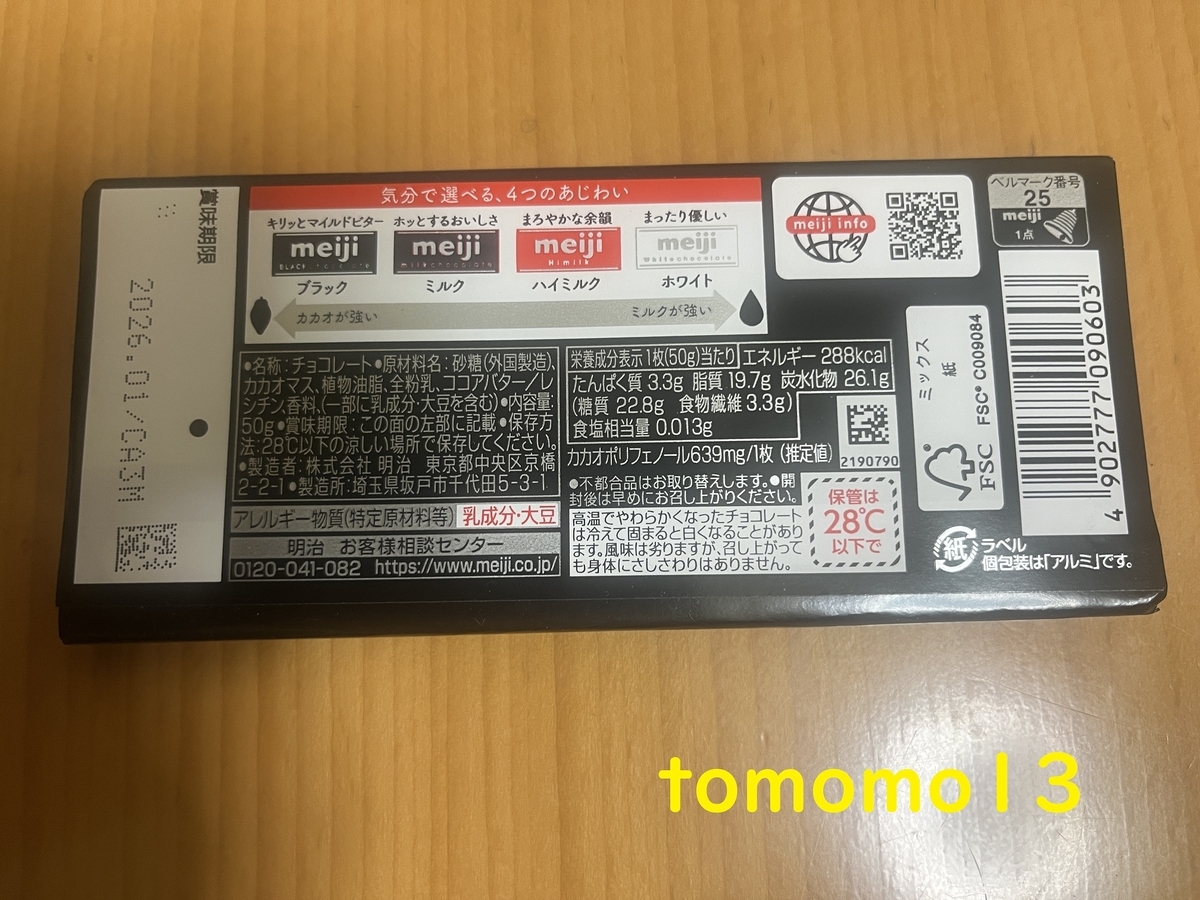 賞味期限
2026.01/CA3M
気分で選べる、4つのあじわい
キリッとマイルドビター
ホッとするおいしさ
まろやかな余韻
まったり優しい
meiji
meiji
meiji
meiji
BLACK chocolate
milk chocolate
Himilk
White chocolate
ブラック
ミルク
ハイミルク
ホワイト
カカオが強い
ミルクが強い
●名称:チョコレート●原材料名:砂糖(外国製造)、
カカオマス、植物油脂、全粉乳、ココアバター/レ
シチン、香料、(一部に乳成分・大豆を含む)●内容量:
50g●賞味期限:この面の左部に記載●保存方
法:28℃以下の涼しい場所で保存してください。
●製造者:株式会社 明治 東京都中央区京橋
2-2-1●製造所:埼玉県坂戸市千代田5-3-1
アレルギー物質(特定原材料等)
乳成分・大豆
明治 お客様相談センター
0120-041-082 https://www.meiji.co.jp/
栄養成分表示1枚(50g)当たり エネルギー 288kcal
たんぱく質 3.3g 脂質 19.7g 炭水化物 26.1g
(糖質 22.8g 食物繊維 3.3g)
食塩相当量 0.013g
カカオポリフェノール639mg/1枚(推定値)
2190790
●不都合品はお取り替えします。●開
封後は早めにお召し上がりください。
高温でやわらかくなったチョコレート
は冷えて固まると白くなることがあり
ます。風味は劣りますが、召し上がって
も身体にさしさわりはありません。
保管は
28℃
以下で
meiji info
ベルマーク番号
25
meiji
1点
ミックス
紙
FSC® C009084
FSC
4 902777 090603
紙
ラベル
個包装は「アルミ」です。
tomomo13